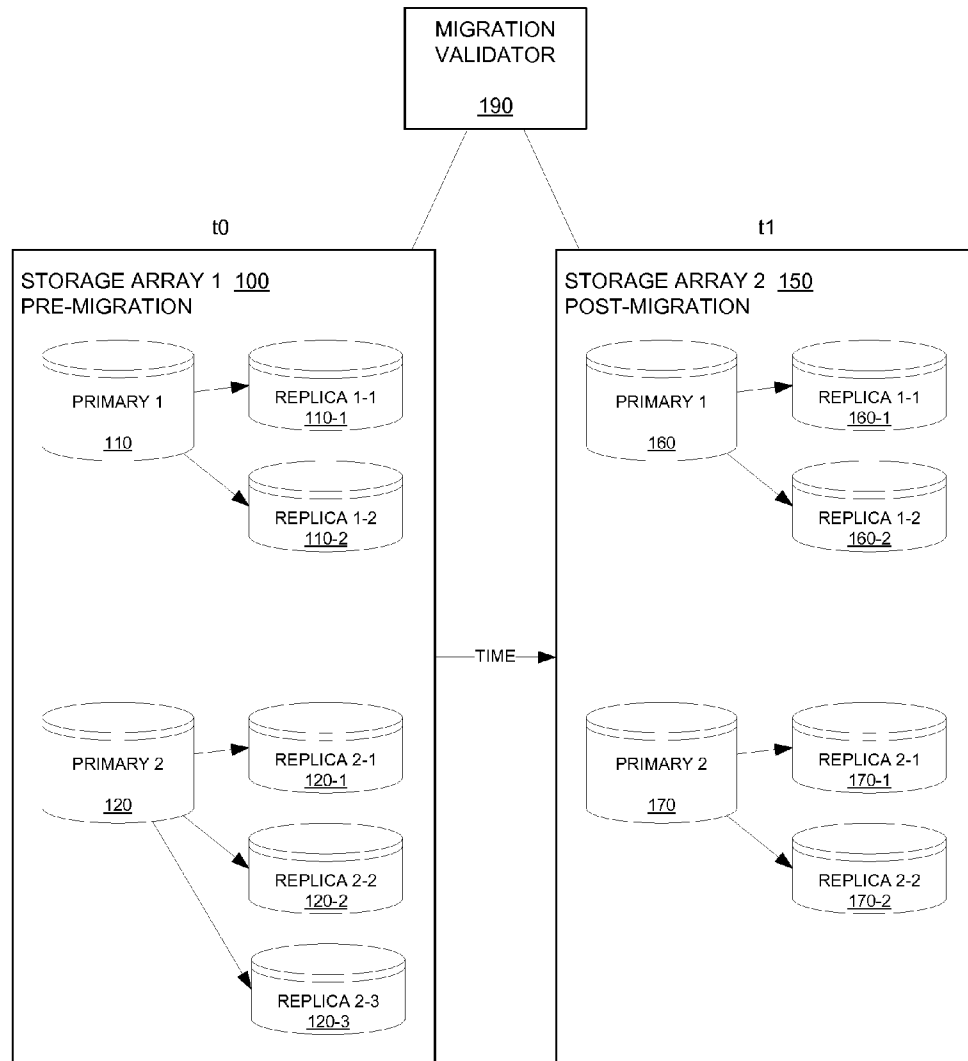 MIGRATION
VALIDATOR
190
t0
STORAGE ARRAY 1 100
PRE-MIGRATION
PRIMARY 1
110
REPLICA 1-1
110-1
REPLICA 1-2
110-2
PRIMARY 2
120
REPLICA 2-1
120-1
REPLICA 2-2
120-2
REPLICA 2-3
120-3
TIME
t1
STORAGE ARRAY 2 150
POST-MIGRATION
PRIMARY 1
160
REPLICA 1-1
160-1
REPLICA 1-2
160-2
PRIMARY 2
170
REPLICA 2-1
170-1
REPLICA 2-2
170-2